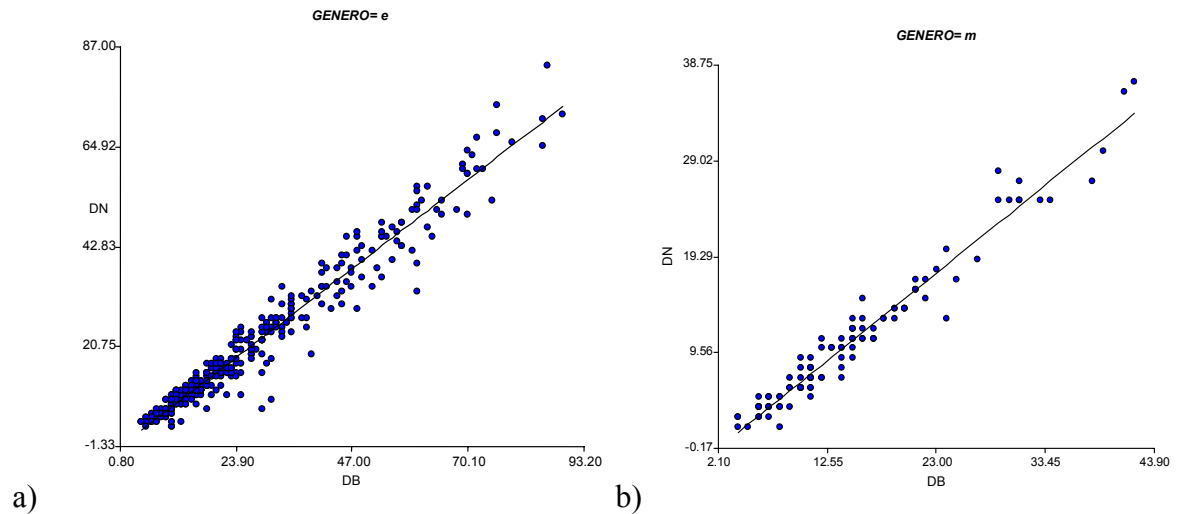 GENERO= e
87.00
64.92
DN
42.83
20.75
-1.33
0.80 23.90 47.00 70.10 93.20
DB
a)
GENERO= m
38.75
29.02
DN
19.29
9.56
-0.17
2.10 12.55 23.00 33.45 43.90
DB
b)